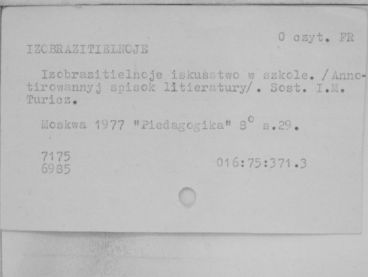 O czyt. FR
IZOBRAZITIELNOJE
Izobrazitielnoje iskusstwo w szkole. /Anno-
tirowannyj spisok litieratury/. Sost. I.M.
Turicz.
Moskwa 1977 "Piedagogika" 8° s.29.
7175 016:75:371.3
6985